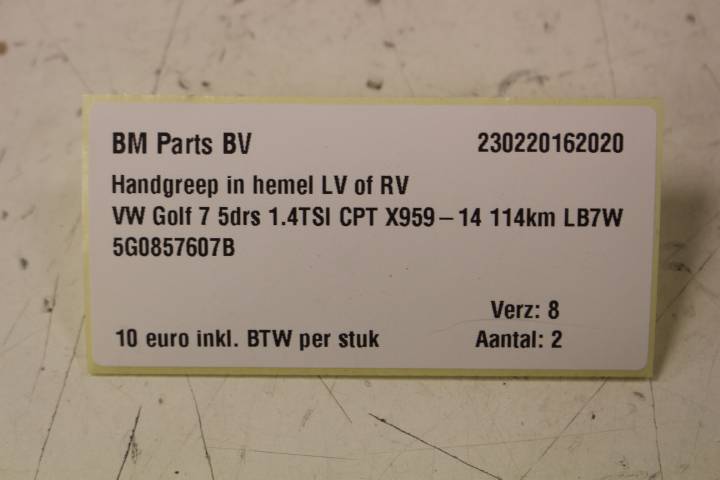 BM Parts BV 230220162020
Handgreep in hemel LV of RV
VW Golf 7 5drs 1.4TSI CPT X959-14 114km LB7W
5G0857607B
Verz: 8
10 euro inkl. BTW per stuk Aantal: 2